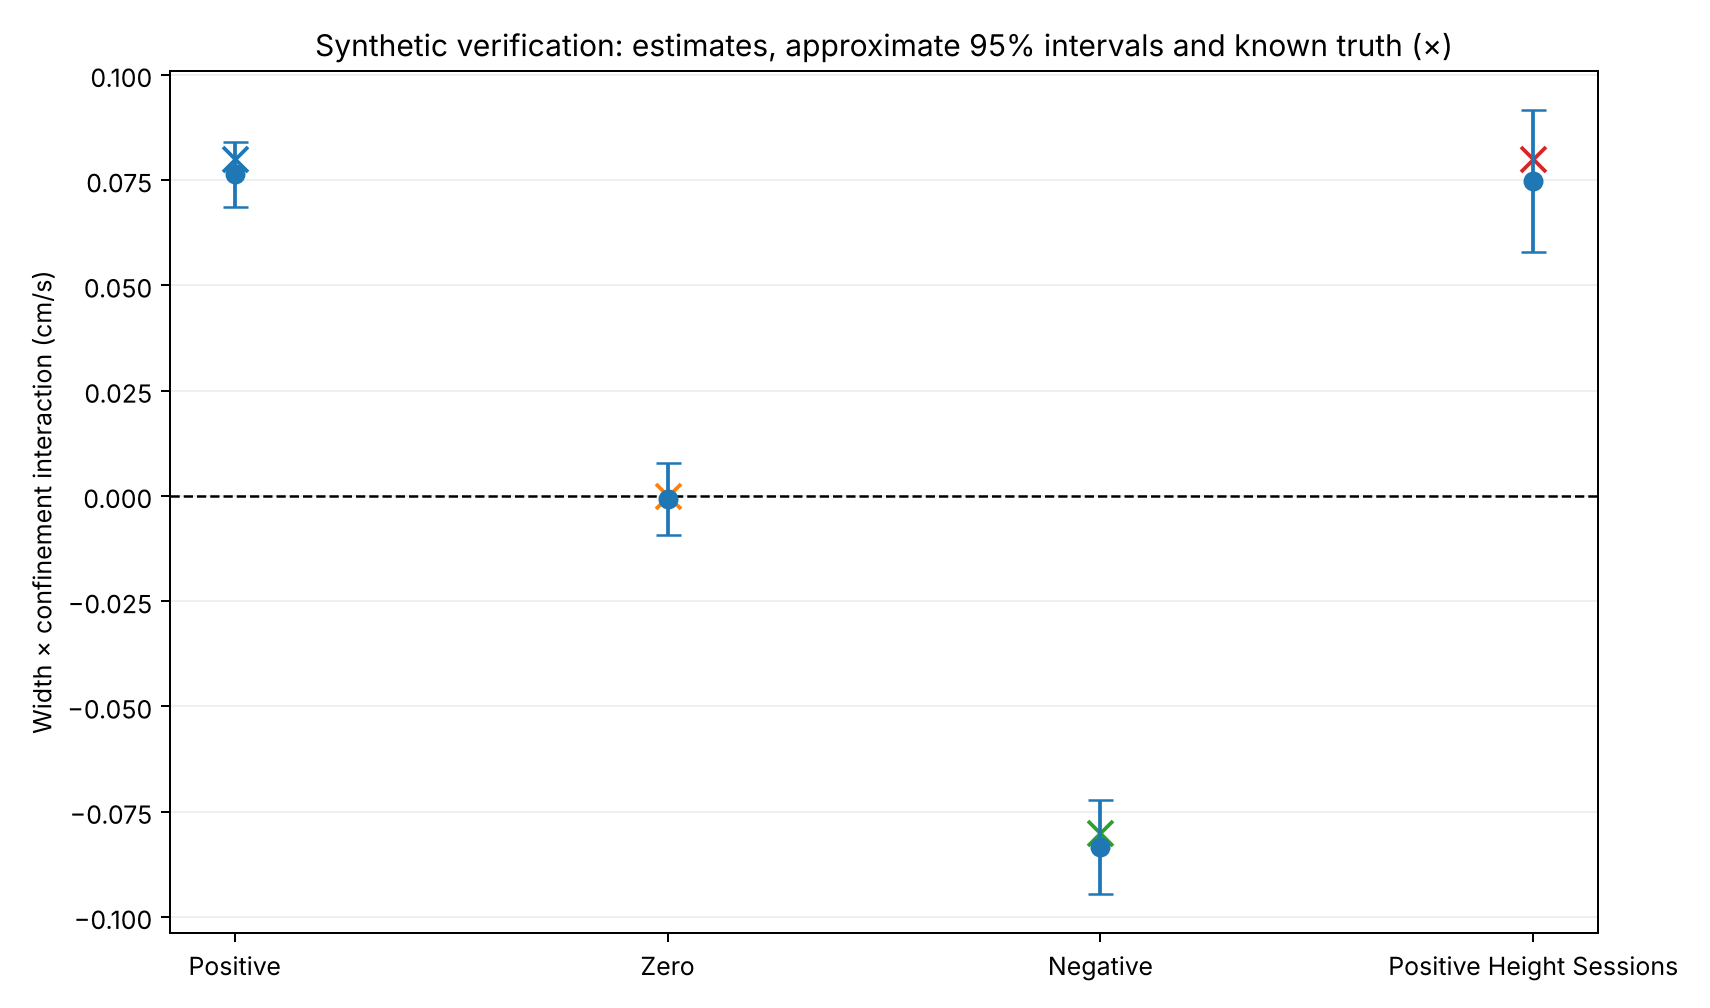 Synthetic verification: estimates, approximate 95% intervals and known truth (×)
Width × confinement interaction (cm/s)
0.100
0.075
0.050
0.025
0.000
−0.025
−0.050
−0.075
−0.100
Positive
Zero
Negative
Positive Height Sessions